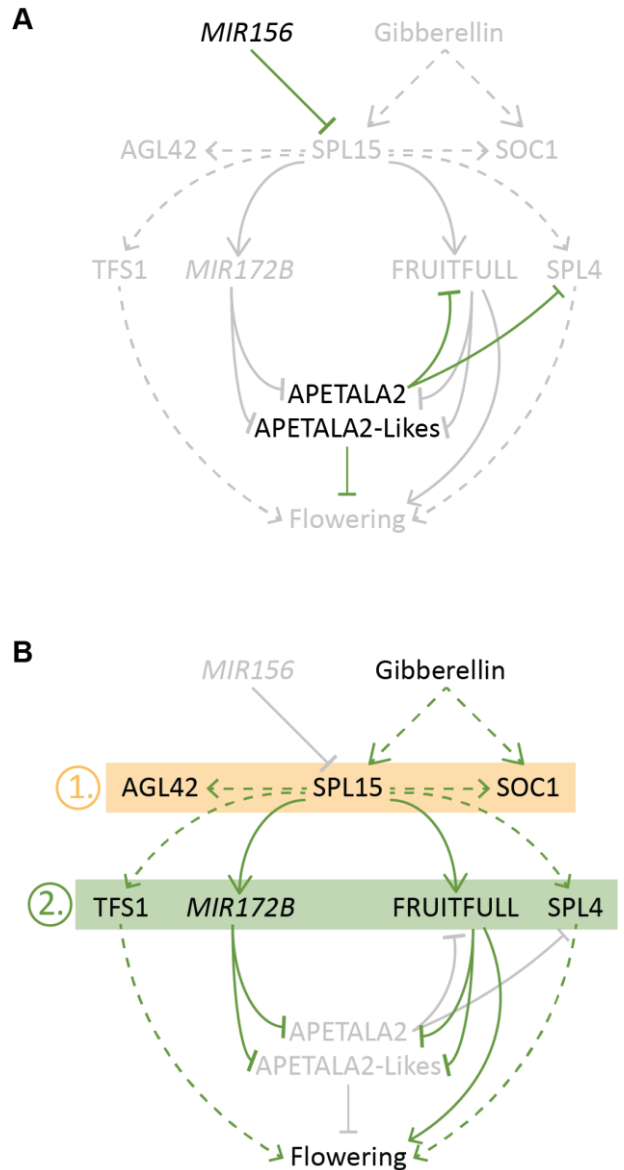 A
MIR156 Gibberellin
AGL42 SPL15 SOC1
TFS1 MIR172B FRUITFULL SPL4
APETALA2
APETALA2-Likes
Flowering
B
MIR156 Gibberellin
1. AGL42 SPL15 SOC1
2. TFS1 MIR172B FRUITFULL SPL4
APETALA2
APETALA2-Likes
Flowering